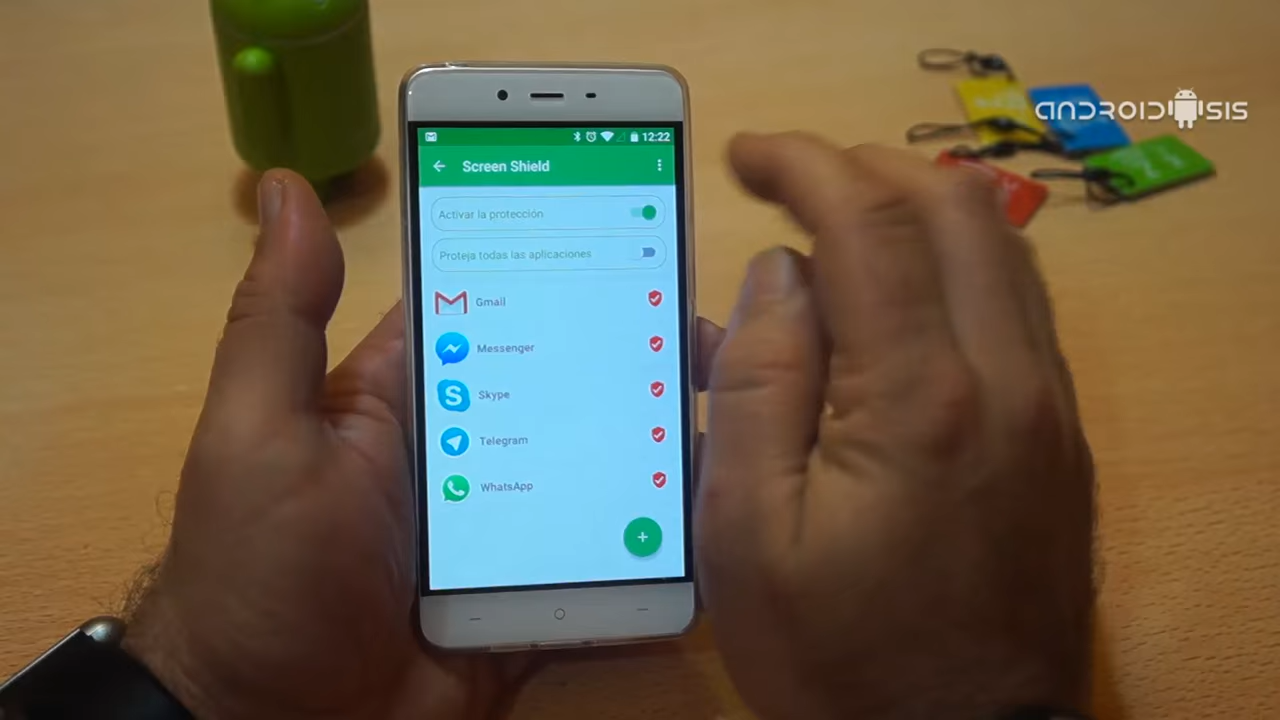 ANDROIDSIS
12:22
Screen Shield
Activar la protección
Proteja todas las aplicaciones
Gmail
Messenger
Skype
Telegram
WhatsApp